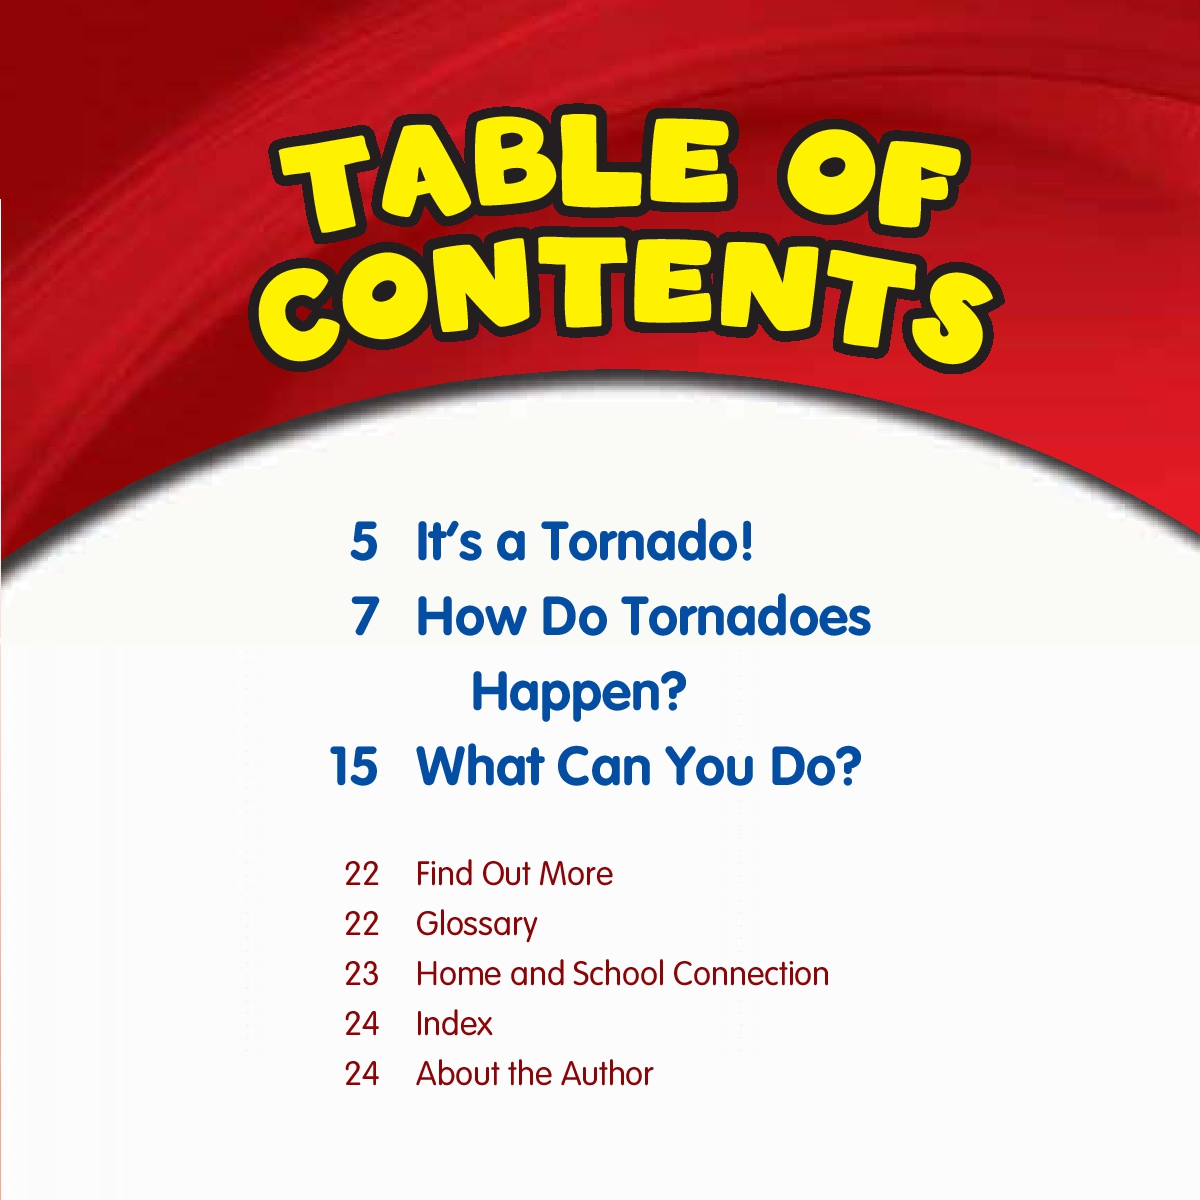 TABLE OF
CONTENTS
5 It's a Tornado!
7 How Do Tornadoes
Happen?
15 What Can You Do?
22 Find Out More
22 Glossary
23 Home and School Connection
24 Index
24 About the Author